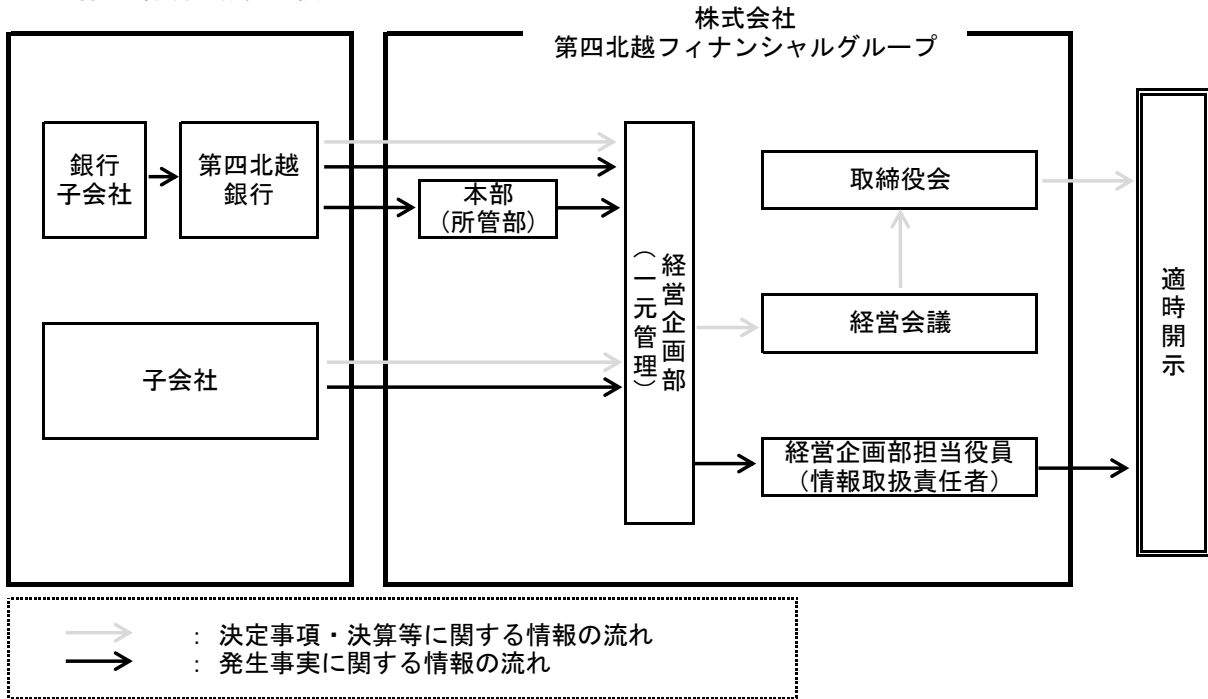 株式会社
第四北越フィナンシャルグループ
銀行
子会社
第四北越
銀行
本部
（所管部）
子会社
経営企画部
（一元管理）
取締役会
経営会議
経営企画部担当役員
（情報取扱責任者）
適時開示
： 決定事項・決算等に関する情報の流れ
： 発生事実に関する情報の流れ